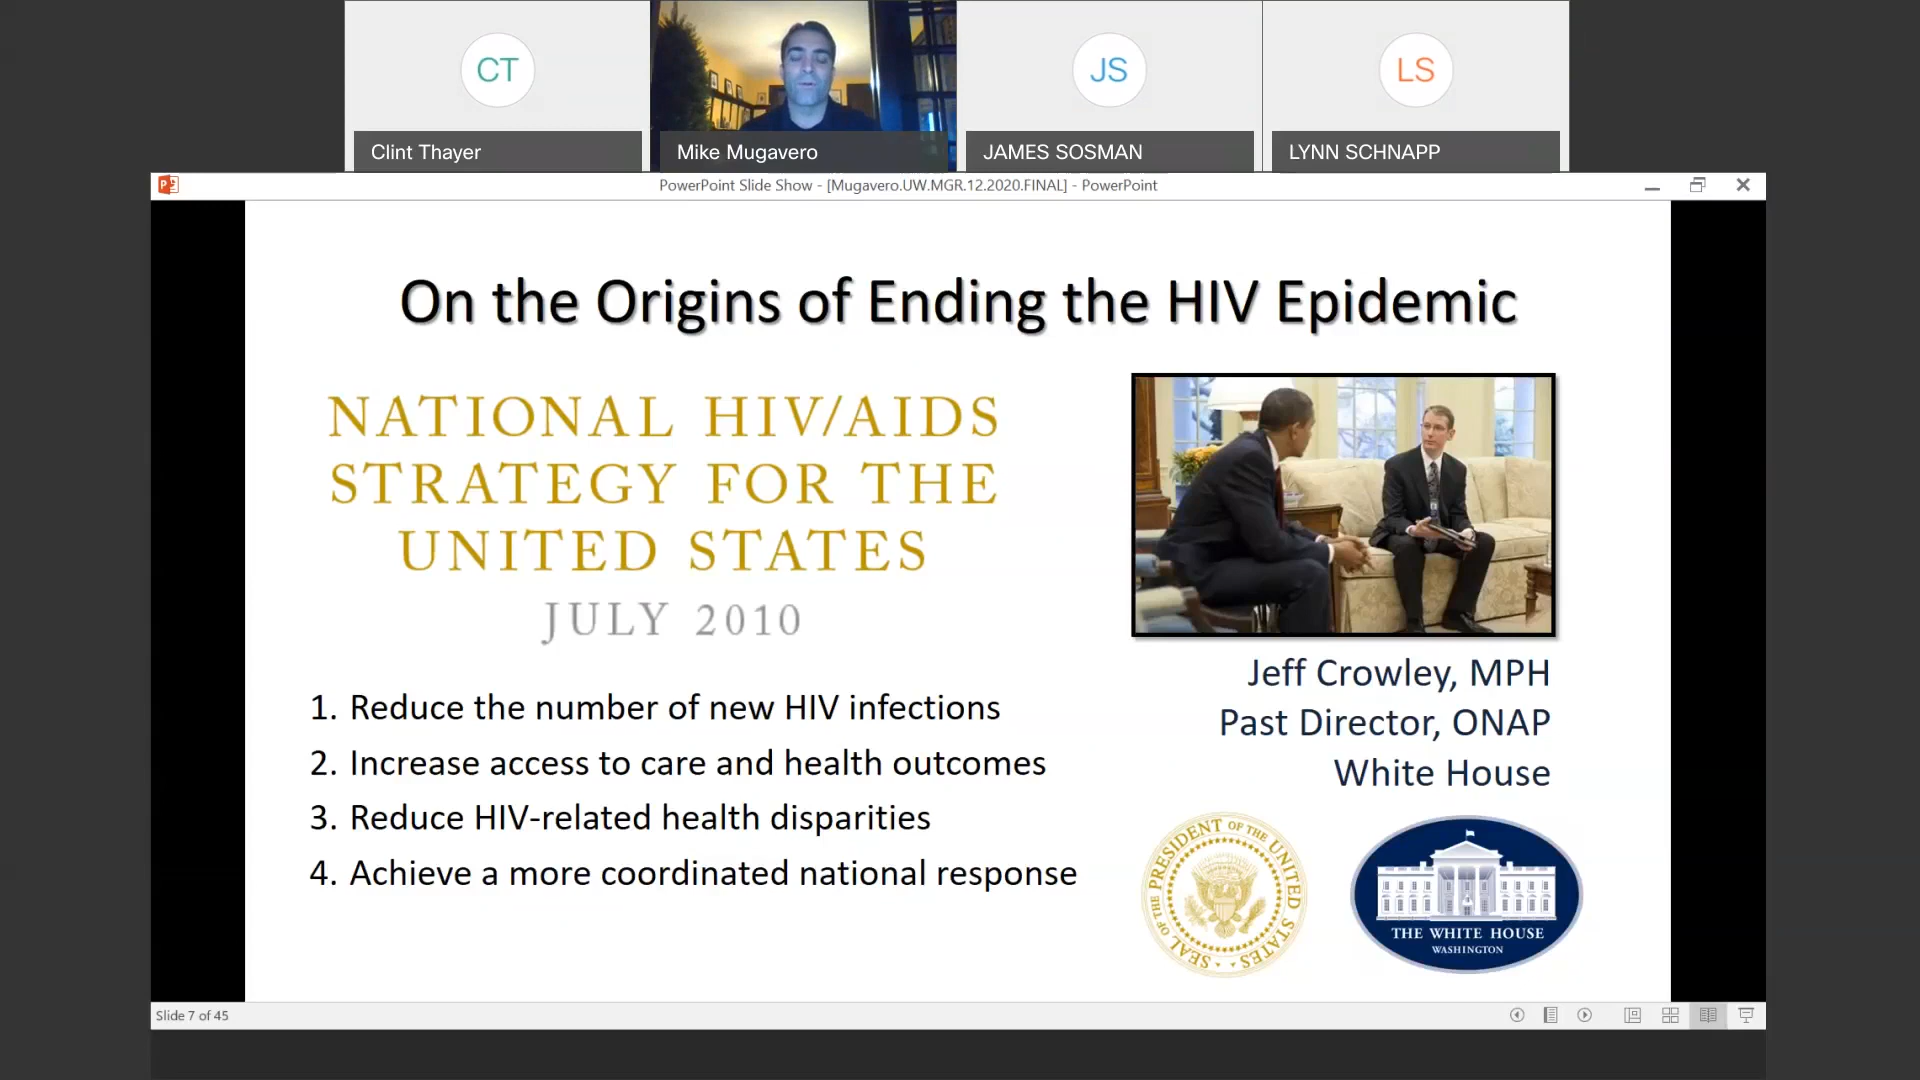 CT
JS
LS
Clint Thayer
Mike Mugavero
JAMES SOSMAN
LYNN SCHNAPP
PowerPoint Slide Show - [Mugavero.UW.MGR.12.2020.FINAL] - PowerPoint
On the Origins of Ending the HIV Epidemic
NATIONAL HIV/AIDS
STRATEGY FOR THE
UNITED STATES
JULY 2010
1. Reduce the number of new HIV infections
2. Increase access to care and health outcomes
3. Reduce HIV-related health disparities
4. Achieve a more coordinated national response
Jeff Crowley, MPH
Past Director, ONAP
White House
SEAL OF THE PRESIDENT OF THE UNITED STATES
THE WHITE HOUSE
WASHINGTON
Slide 7 of 45